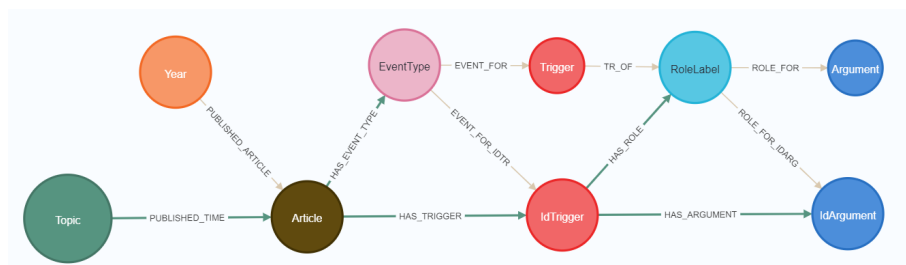 EventType
EVENT_FOR
Trigger
TR_OF
RoleLabel
ROLE_FOR
Argument
Year
PUBLISHED_ARTICLE
HAS_EVENT_TYPE
EVENT_FOR_IDTR
HAS_ROLE
ROLE_FOR_IDARG
Topic
PUBLISHED_TIME
Article
HAS_TRIGGER
IdTrigger
HAS_ARGUMENT
IdArgument